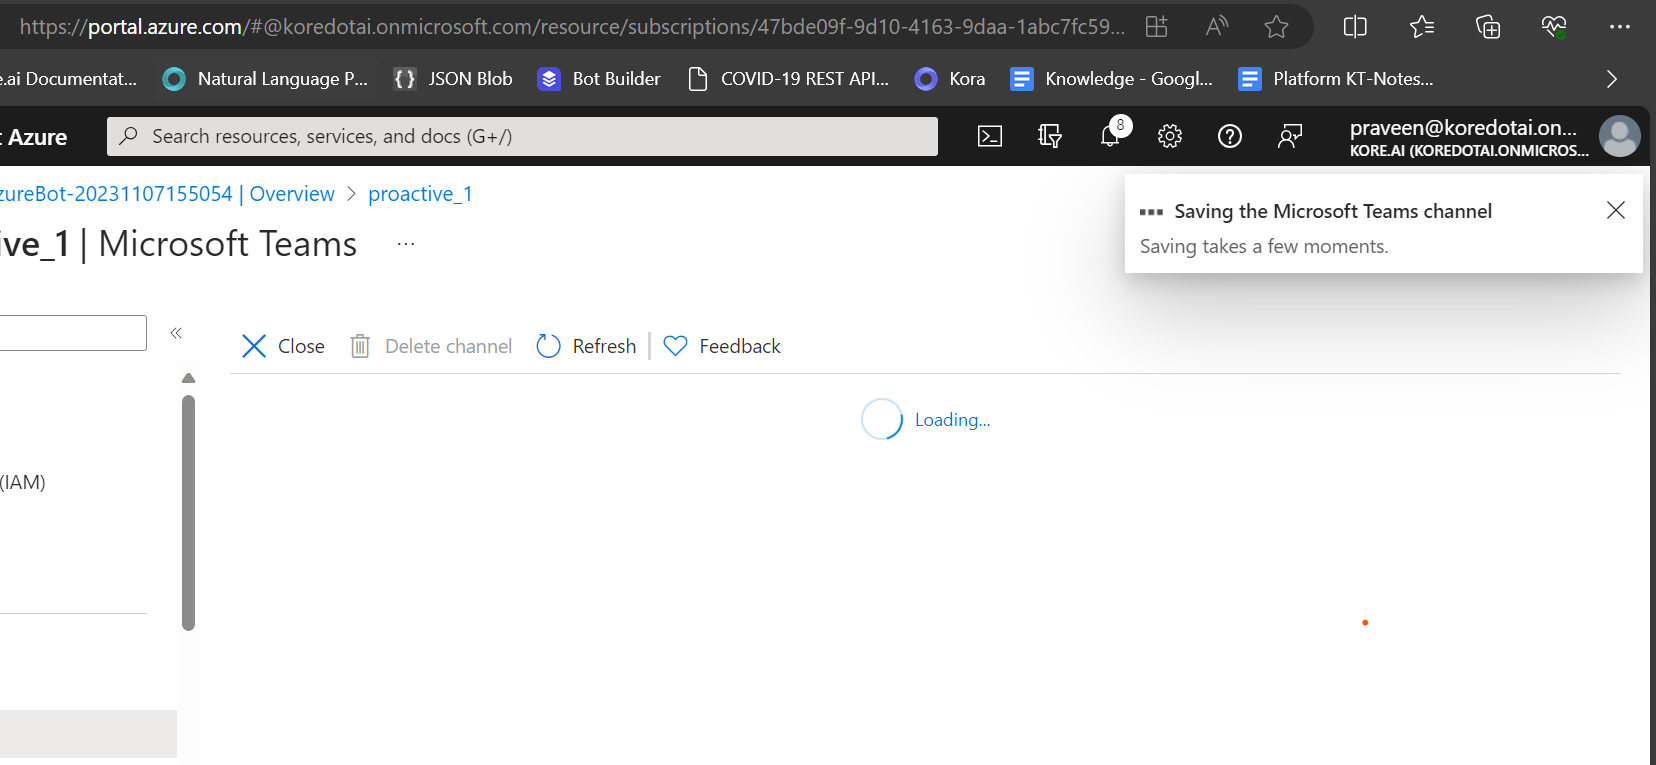 https://portal.azure.com/#@koredotai.onmicrosoft.com/resource/subscriptions/47bde09f-9d10-4163-9daa-1abc7fc59...
e.ai Documentat... Natural Language P... {} JSON Blob Bot Builder COVID-19 REST API... Kora Knowledge - Googl... Platform KT-Notes...
t Azure Search resources, services, and docs (G+/) 8 praveen@koredotai.on...
KORE.AI (KOREDOTAI.ONMICROS...
zureBot-20231107155054 | Overview > proactive_1
ive_1 | Microsoft Teams ...
Saving the Microsoft Teams channel
Saving takes a few moments.
Close Delete channel Refresh Feedback
Loading...
(IAM)